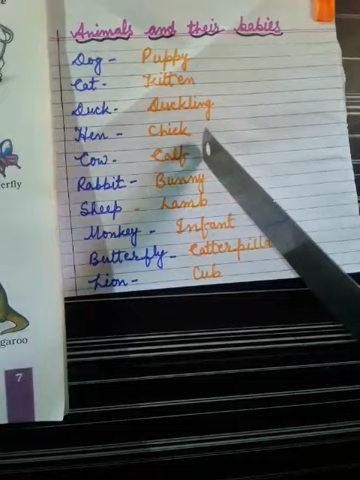 Animals and their babies
Dog - Puppy
Cat - Kitten
Duck - Duckling
Hen - Chick
Cow - Calf
Rabbit - Bunny
Sheep - Lamb
Monkey - Infant
Butterfly - Catterpilla
Lion - Cub
erfly
garoo
7